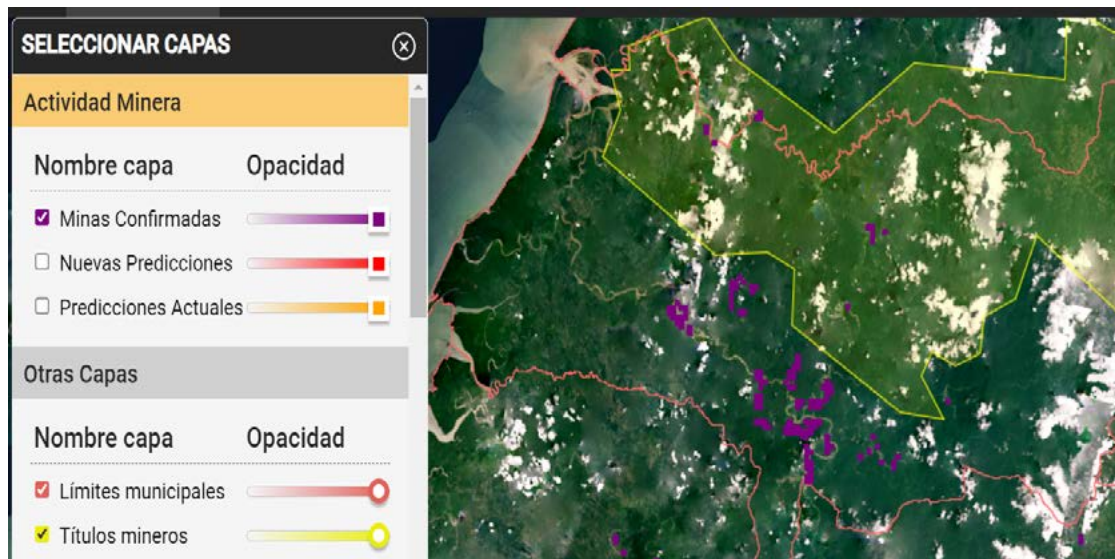 SELECCIONAR CAPAS
Actividad Minera
Nombre capa Opacidad
Minas Confirmadas
Nuevas Predicciones
Predicciones Actuales
Otras Capas
Nombre capa Opacidad
Límites municipales
Títulos mineros